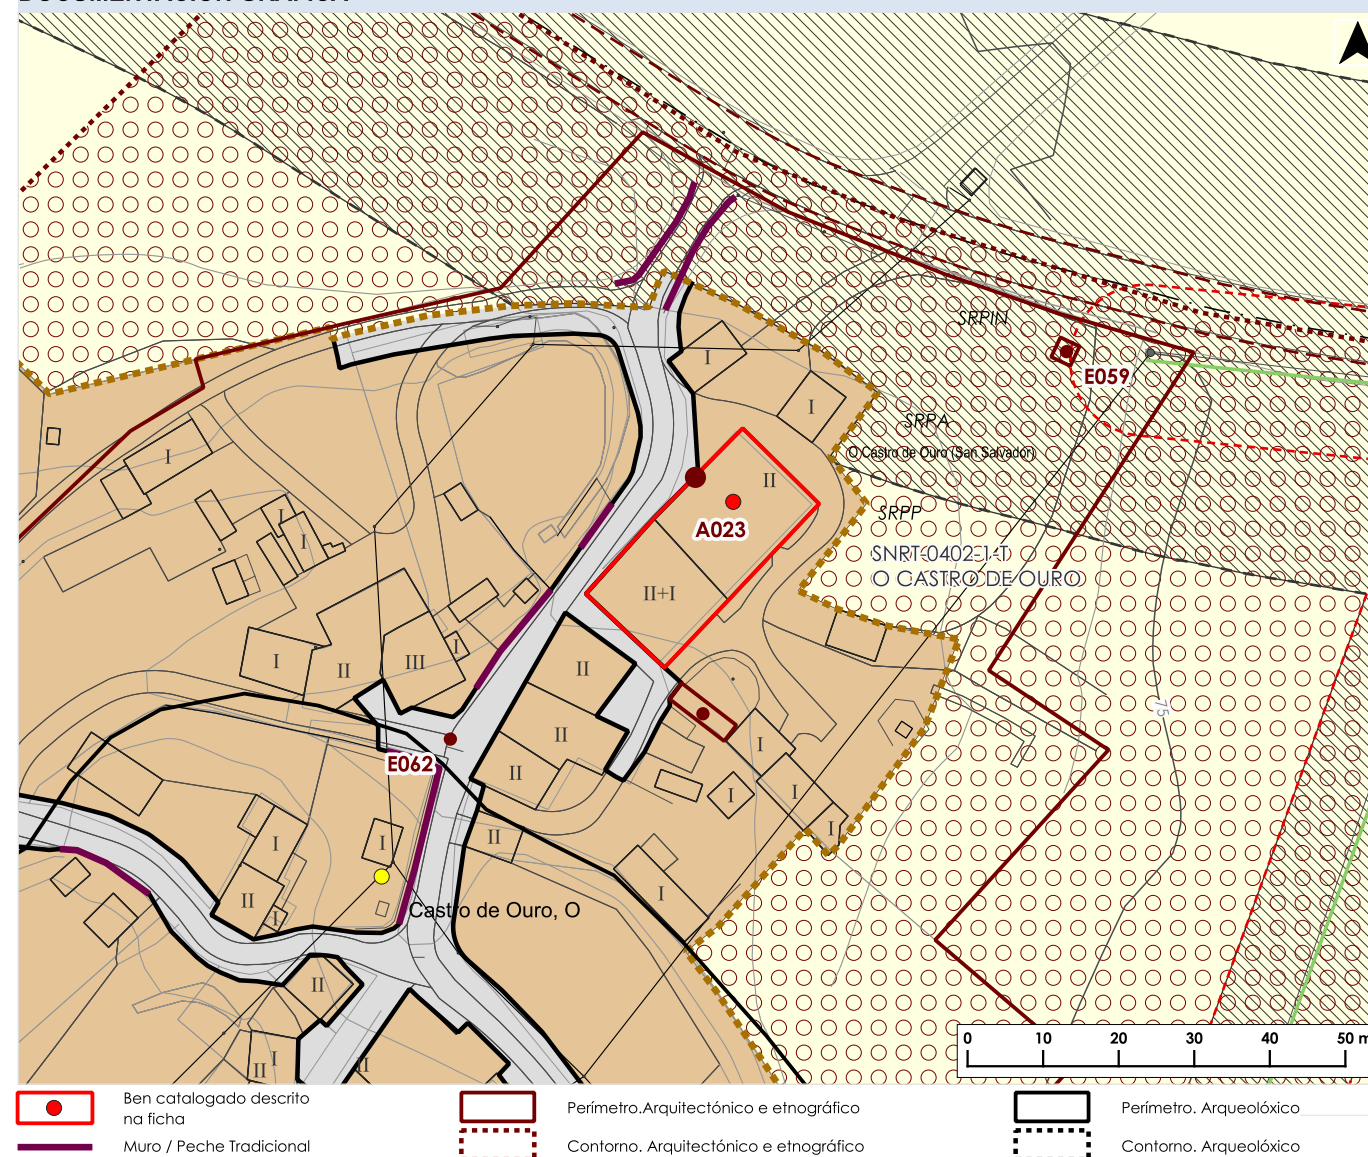 SRPIN
E059
SRPA
O Castro de Ouro (San Salvador)
SRPP
SNRT-0402-1-T
O CASTRO DE OURO
75
I
I
II
A023
II+I
I
I
I
I
II
III
I
II
II
II
II
E062
I
I
I
I
I
II
I
II
I
Castro de Ouro, O
II
I
II
II
0 10 20 30 40 50 m
Ben catalogado descrito
na ficha
Muro / Peche Tradicional
Perímetro.Arquitectónico e etnográfico
Contorno. Arquitectónico e etnográfico
Perímetro. Arqueolóxico
Contorno. Arqueolóxico